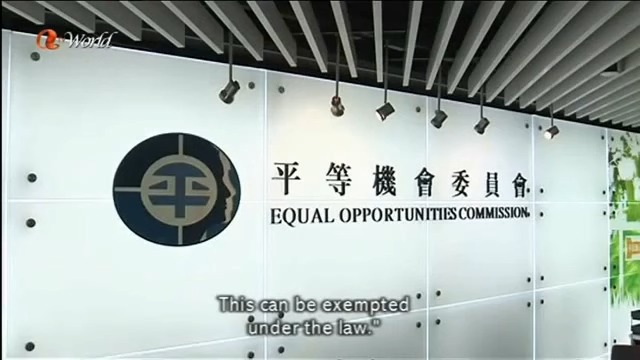 World
平等機會委員會
EQUAL OPPORTUNITIES COMMISSION
This can be exempted
under the law."